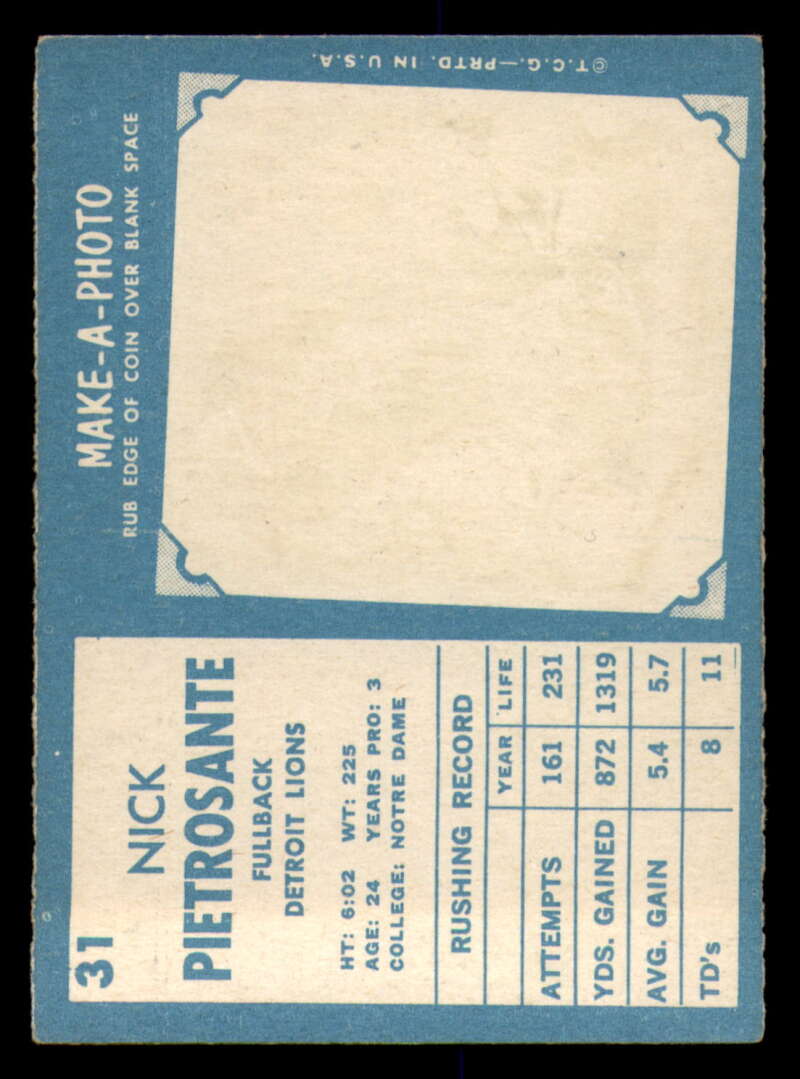 31
NICK
PIETROSANTE
FULLBACK
DETROIT LIONS
HT: 6:02 WT: 225
AGE: 24 YEARS PRO: 3
COLLEGE: NOTRE DAME
RUSHING RECORD
YEAR LIFE
ATTEMPTS 161 231
YDS. GAINED 872 1319
AVG. GAIN 5.4 5.7
TD's 8 11
MAKE-A-PHOTO
RUB EDGE OF COIN OVER BLANK SPACE
©T.C.G.—PRTD. IN U.S.A.